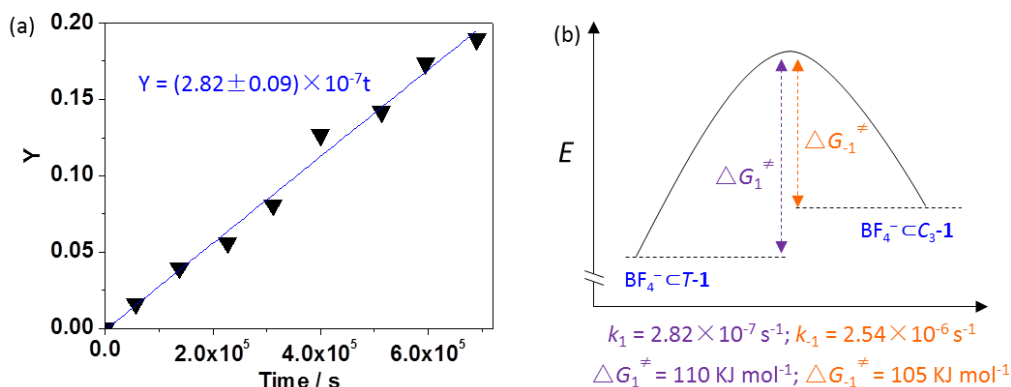 (a)
0.20
0.15
0.10
0.05
0.00
Y
Y = (2.82±0.09)×10⁻⁷t
0.0
2.0x10⁵
4.0x10⁵
6.0x10⁵
Time / s
(b)
E
△G₁≠
△G₋₁≠
BF₄⁻⊂T-1
BF₄⁻⊂C₃-1
k₁ = 2.82×10⁻⁷ s⁻¹; k₋₁ = 2.54×10⁻⁶ s⁻¹
△G₁≠ = 110 KJ mol⁻¹; △G₋₁≠ = 105 KJ mol⁻¹